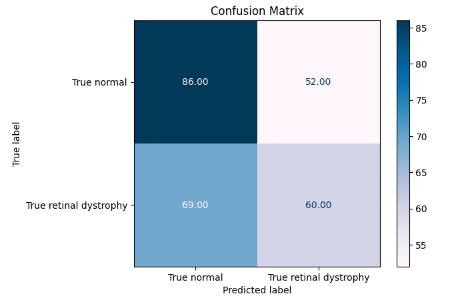 Confusion Matrix
True label
True normal
86.00
52.00
True retinal dystrophy
69.00
60.00
True normal
True retinal dystrophy
Predicted label
85
80
75
70
65
60
55